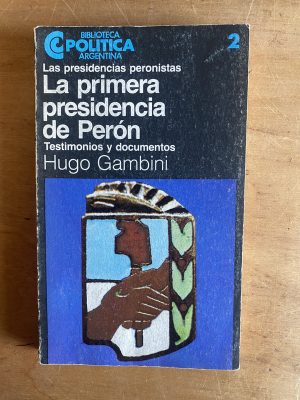 BIBLIOTECA
POLITICA
ARGENTINA
2
Las presidencias peronistas
La primera
presidencia
de Perón
Testimonios y documentos
Hugo Gambini